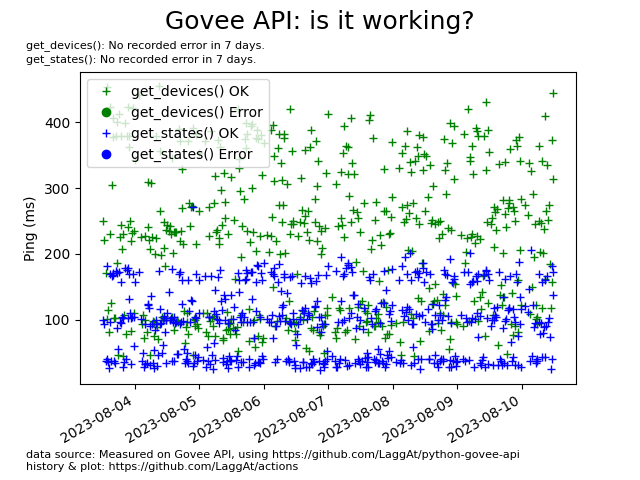 Govee API: is it working?
get_devices(): No recorded error in 7 days.
get_states(): No recorded error in 7 days.
get_devices() OK
get_devices() Error
get_states() OK
get_states() Error
400
300
200
100
Ping (ms)
2023-08-04
2023-08-05
2023-08-06
2023-08-07
2023-08-08
2023-08-09
2023-08-10
data source: Measured on Govee API, using https://github.com/LaggAt/python-govee-api
history & plot: https://github.com/LaggAt/actions